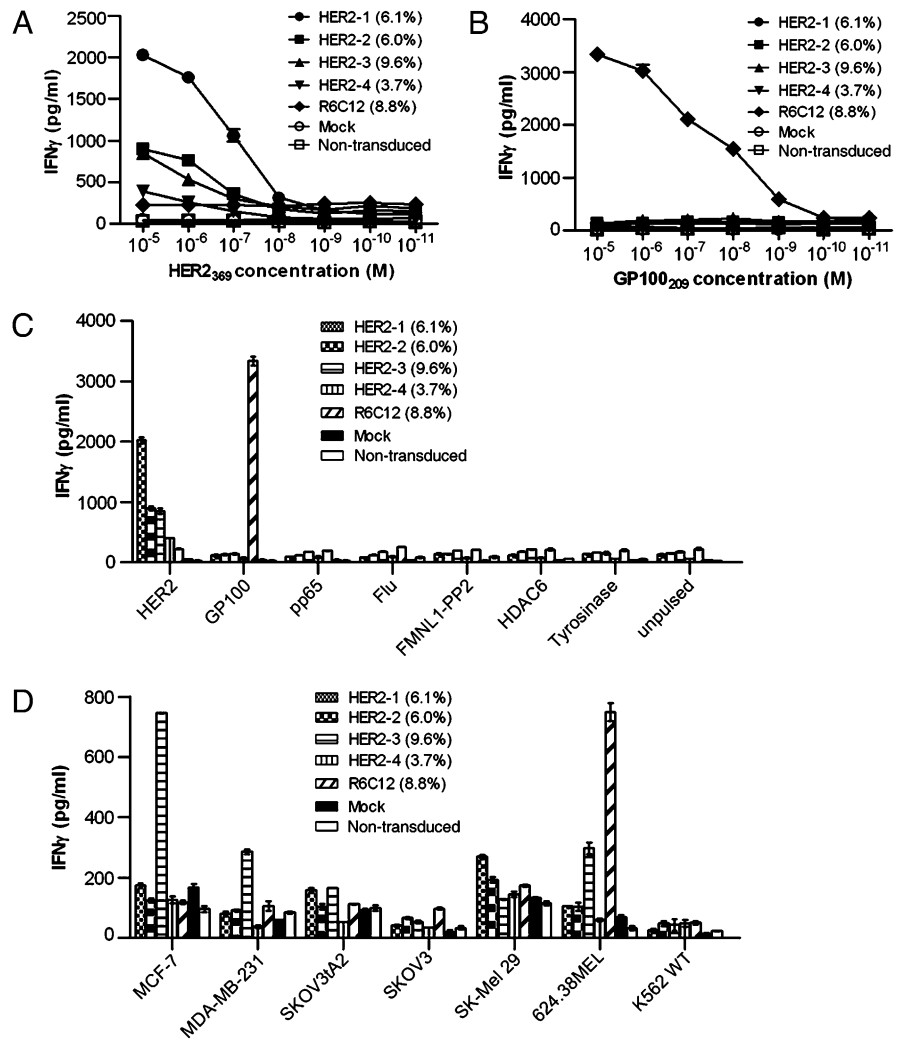 A
IFNγ (pg/ml)
2500
2000
1500
1000
500
0
10-5 10-6 10-7 10-8 10-9 10-10 10-11
HER2369 concentration (M)
HER2-1 (6.1%)
HER2-2 (6.0%)
HER2-3 (9.6%)
HER2-4 (3.7%)
R6C12 (8.8%)
Mock
Non-transduced
B
IFNγ (pg/ml)
4000
3000
2000
1000
0
10-5 10-6 10-7 10-8 10-9 10-10 10-11
GP100209 concentration (M)
HER2-1 (6.1%)
HER2-2 (6.0%)
HER2-3 (9.6%)
HER2-4 (3.7%)
R6C12 (8.8%)
Mock
Non-transduced
C
IFNγ (pg/ml)
4000
3000
2000
1000
0
HER2-1 (6.1%)
HER2-2 (6.0%)
HER2-3 (9.6%)
HER2-4 (3.7%)
R6C12 (8.8%)
Mock
Non-transduced
HER2
GP100
pp65
Flu
FMNL1-PP2
HDAC6
Tyrosinase
unpulsed
D
IFNγ (pg/ml)
800
600
400
200
0
HER2-1 (6.1%)
HER2-2 (6.0%)
HER2-3 (9.6%)
HER2-4 (3.7%)
R6C12 (8.8%)
Mock
Non-transduced
MCF-7
MDA-MB-231
SKOV3tA2
SKOV3
SK-Mel 29
624.38MEL
K562 WT